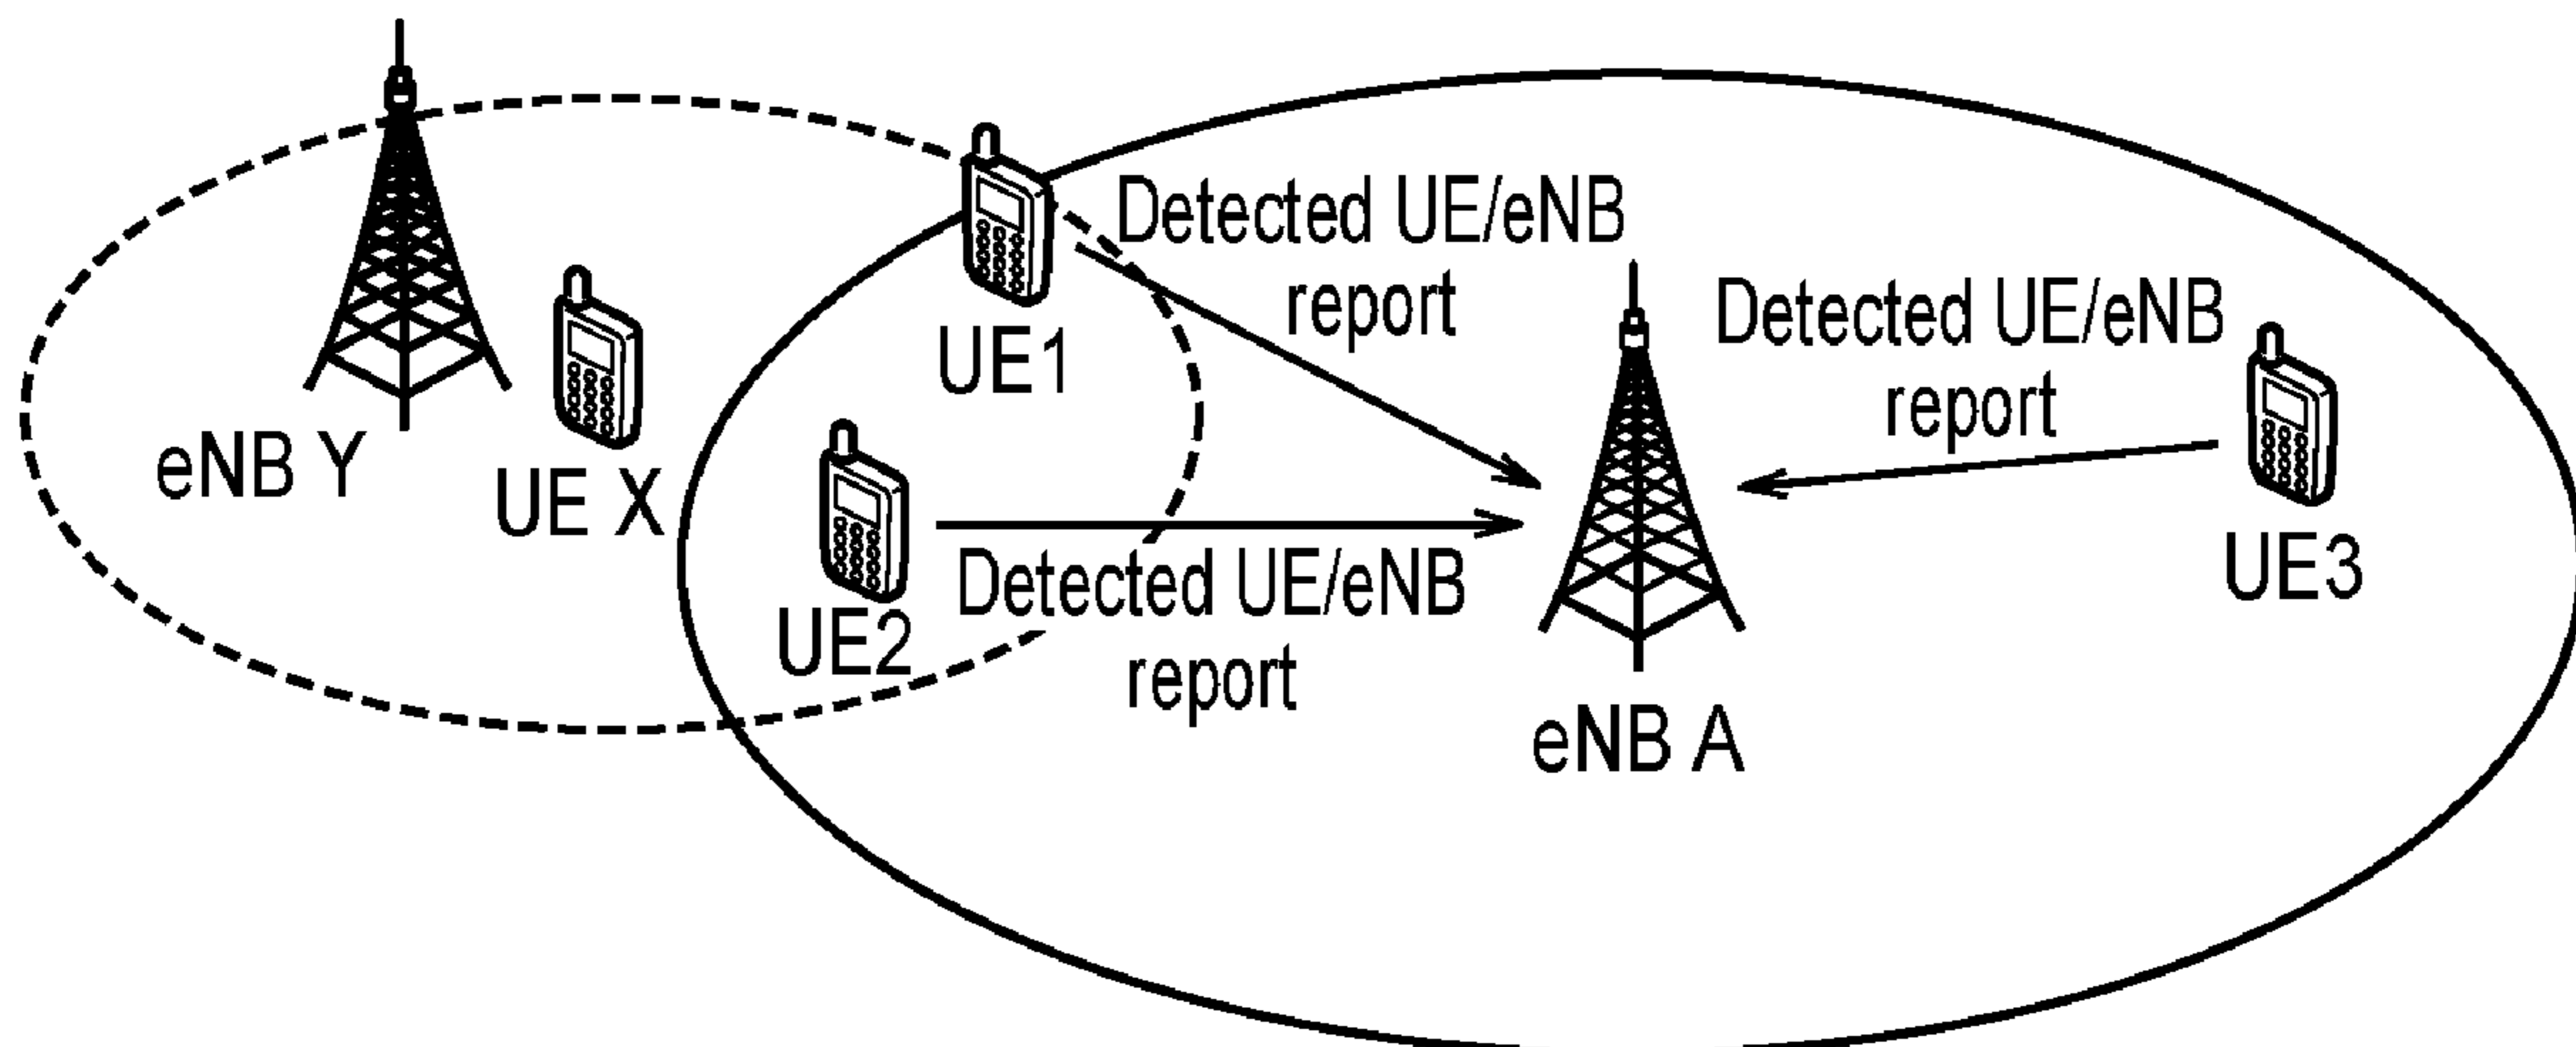 Detected UE/eNB
report
Detected UE/eNB
report
UE1
eNB Y
UE X
UE3
Detected UE/eNB
report
UE2
eNB A